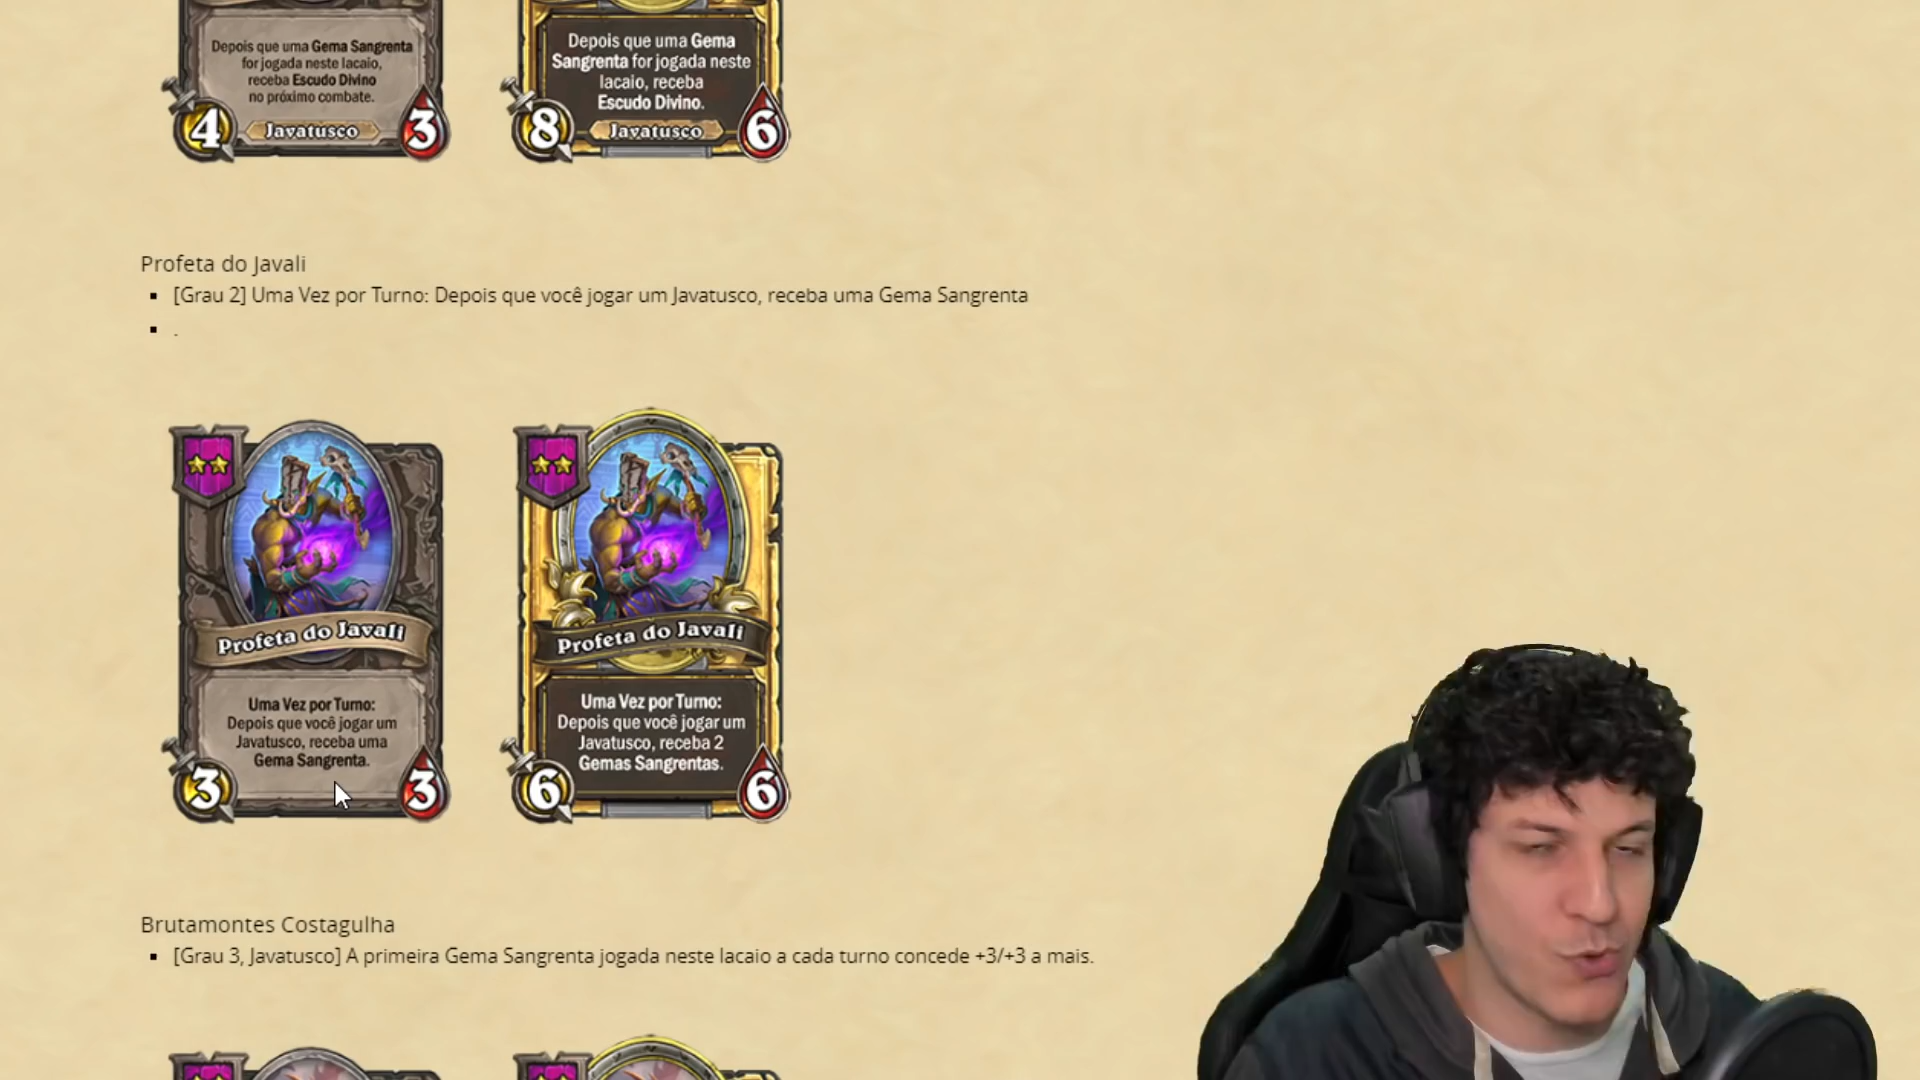 Depois que uma Gema Sangrenta
for jogada neste lacaio,
receba Escudo Divino
no próximo combate.
4
Javatusco
3
Depois que uma Gema
Sangrenta for jogada neste
lacaio, receba
Escudo Divino.
8
Javatusco
6
Profeta do Javali
▪ [Grau 2] Uma Vez por Turno: Depois que você jogar um Javatusco, receba uma Gema Sangrenta
▪ .
Profeta do Javali
Uma Vez por Turno:
Depois que você jogar um
Javatusco, receba uma
Gema Sangrenta.
3
3
Profeta do Javali
Uma Vez por Turno:
Depois que você jogar um
Javatusco, receba 2
Gemas Sangrentas.
6
6
Brutamontes Costagulha
▪ [Grau 3, Javatusco] A primeira Gema Sangrenta jogada neste lacaio a cada turno concede +3/+3 a mais.